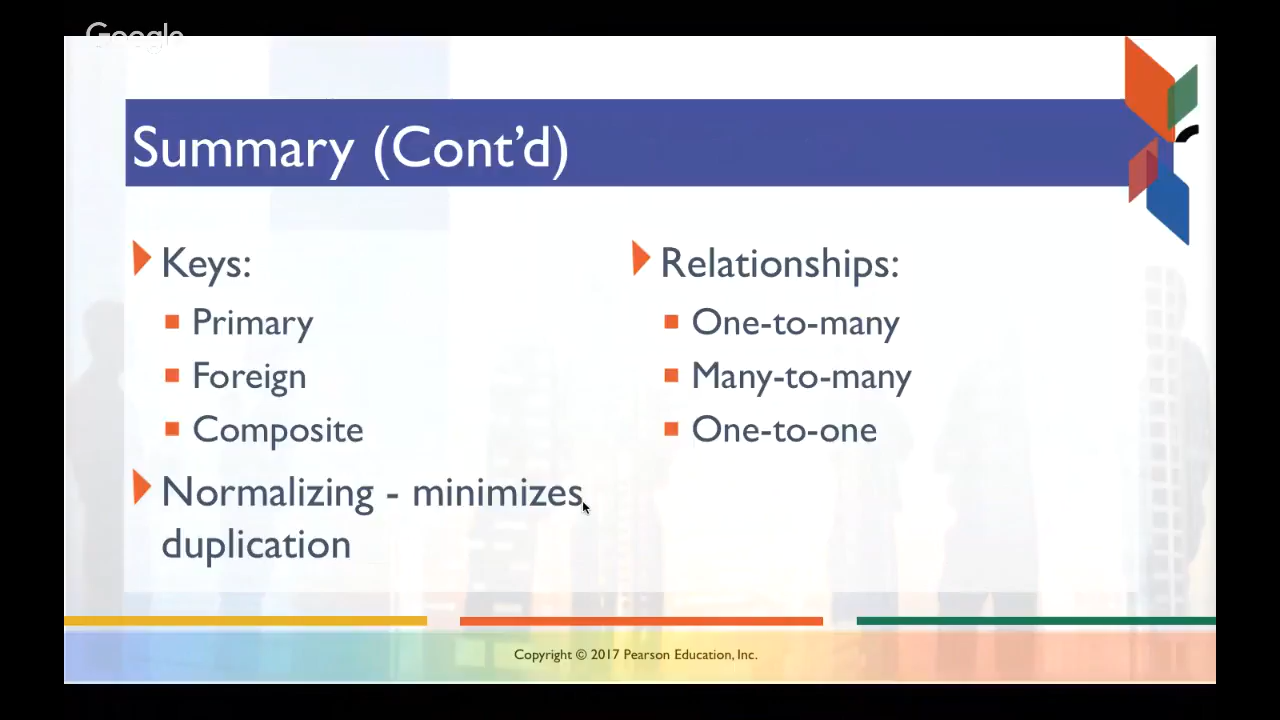 Google
Summary (Cont’d)
Keys:
Primary
Foreign
Composite
Normalizing - minimizes
duplication
Relationships:
One-to-many
Many-to-many
One-to-one
Copyright © 2017 Pearson Education, Inc.